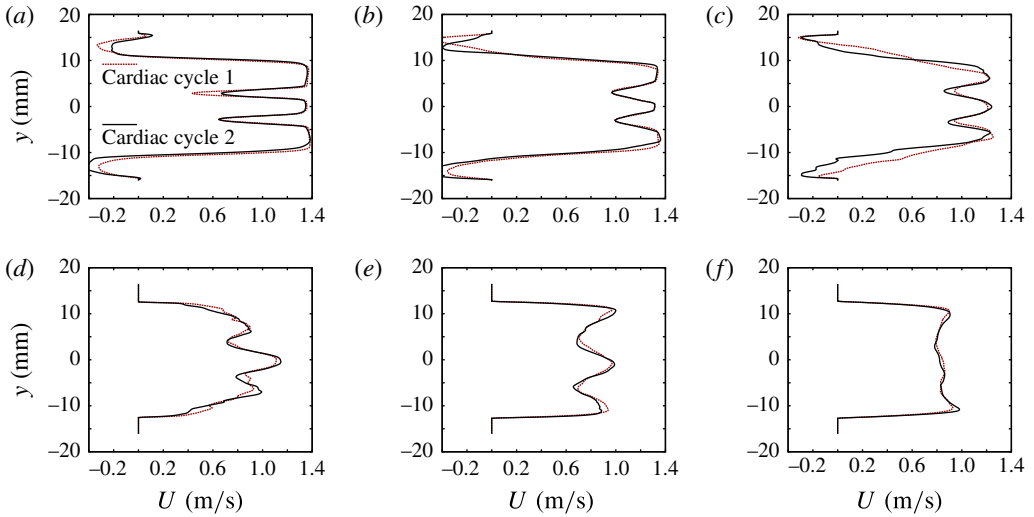 (a) (b) (c)
20 20 20
10 10 10
y (mm) 0 0 0
−10 −10 −10
−20 −20 −20
Cardiac cycle 1
Cardiac cycle 2
−0.2 0.2 0.6 1.0 1.4 −0.2 0.2 0.6 1.0 1.4 −0.2 0.2 0.6 1.0 1.4
(d) (e) (f)
20 20 20
10 10 10
y (mm) 0 0 0
−10 −10 −10
−20 −20 −20
−0.2 0.2 0.6 1.0 1.4 −0.2 0.2 0.6 1.0 1.4 −0.2 0.2 0.6 1.0 1.4
U (m/s) U (m/s) U (m/s)